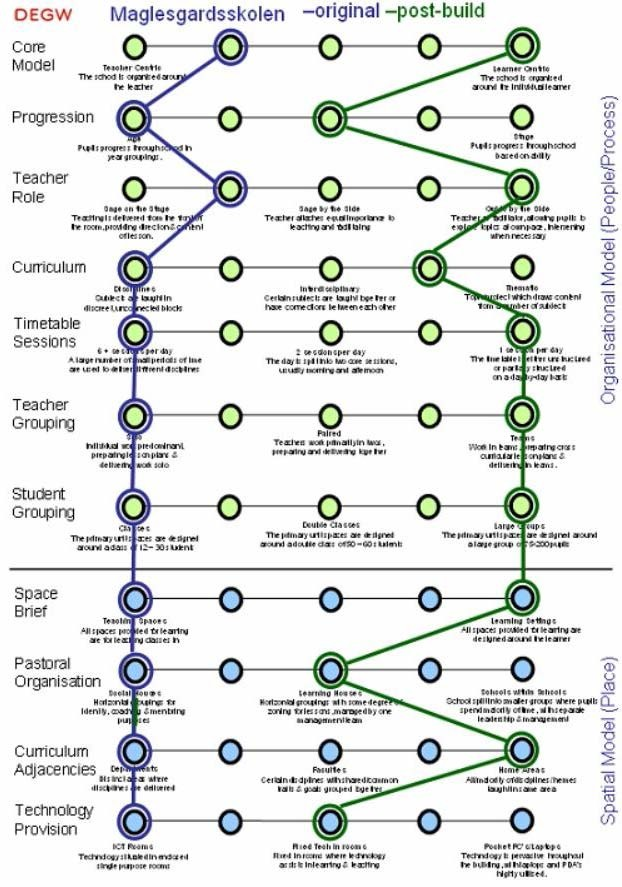 DEGW
Maglesgardsskolen –original –post-build
Core
Model
Teacher Centric
The school is organised around
the teacher
Learner Centric
The school is organised
around the individual learner
Progression
Age
Pupils progress through school in
year groupings.
Stage
Pupils progress through school
based on ability
Teacher
Role
Sage on the Stage
Teaching is delivered from the front of
the room, providing direction & content
of lesson.
Sage by the Side
Teacher attaches equal importance to
teaching and facilitating
Guide by the Side
Teacher facilitator, allowing pupils to
explore topics at own pace, intervening
when necessary
Curriculum
Disciplines
Subjects are taught in
discreet, unconnected blocks
Interdisciplinary
Certain subjects are taught together or
have connections between each other
Thematic
Topic project which draws content
from a number of subjects
Timetable
Sessions
6 + sessions per day
A large number of small periods of time
are used to deliver different disciplines
2 sessions per day
The day is split into two core sessions,
usually morning and afternoon
1 session per day
The timetable either unstructured
or partially structured
on a day-by-day basis
Teacher
Grouping
Solo
Individual work predominant,
preparing lesson plans &
delivering work solo
Paired
Teachers work primarily in twos,
preparing and delivering together
Teams
Work in teams, preparing cross
curricular lesson plans &
delivering in teams.
Student
Grouping
Classes
The primary units spaces are designed
around a class of 12 – 30 students
Double Classes
The primary units spaces are designed
around a double class of 50 – 60 students
Large Groups
The primary units spaces are designed around
a large group of 75-200 pupils
Space
Brief
Teaching Spaces
All spaces provided for learning
are for teaching classes in
Learning Settings
All spaces provided for learning are
designed around the learner
Pastoral
Organisation
Social Houses
Horizontal groupings for
identity, coaching & mentoring
purposes
Learning Houses
Horizontal groupings with some degree of
zoning for lessons, managed by one
management team
Schools within Schools
School split into smaller groups where pupils
spend majority of time, with separate
leadership & management
Curriculum
Adjacencies
Departments
Distinct areas where
disciplines are delivered
Faculties
Certain disciplines with shared common
traits & goals grouped together
Home Areas
All/majority of disciplines/themes
taught in same area
Technology
Provision
ICT Rooms
Technology situated in enclosed
single purpose rooms
Fixed Tech in rooms
Fixed in rooms where technology
assists in learning & teaching
Pocket PC's/Laptops
Technology is pervasive throughout
the building, with laptops and PDA's
highly utilised.
Organisational Model (People/Process)
Spatial Model (Place)